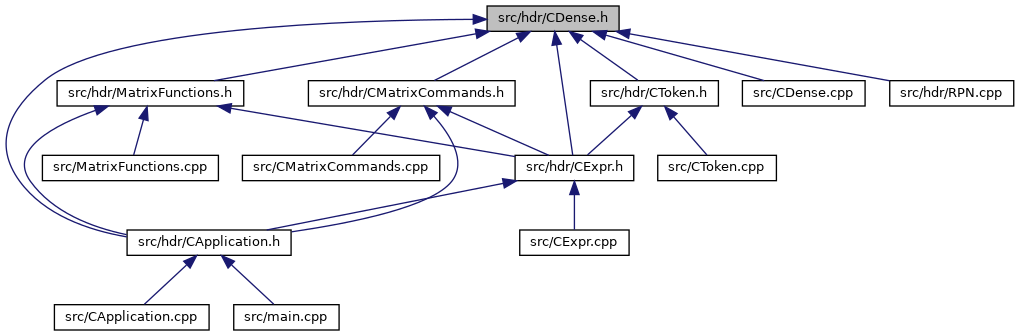 src/hdr/CDense.h
src/hdr/MatrixFunctions.h
src/hdr/CMatrixCommands.h
src/hdr/CToken.h
src/CDense.cpp
src/hdr/RPN.cpp
src/MatrixFunctions.cpp
src/CMatrixCommands.cpp
src/hdr/CExpr.h
src/CToken.cpp
src/hdr/CApplication.h
src/CExpr.cpp
src/CApplication.cpp
src/main.cpp